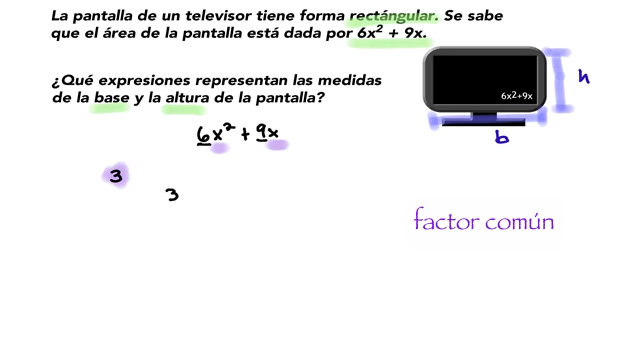 La pantalla de un televisor tiene forma rectángular. Se sabe
que el área de la pantalla está dada por 6x² + 9x.
¿Qué expresiones representan las medidas
de la base y la altura de la pantalla?
6x²+9x
h
b
6x² + 9x
3
3
factor común